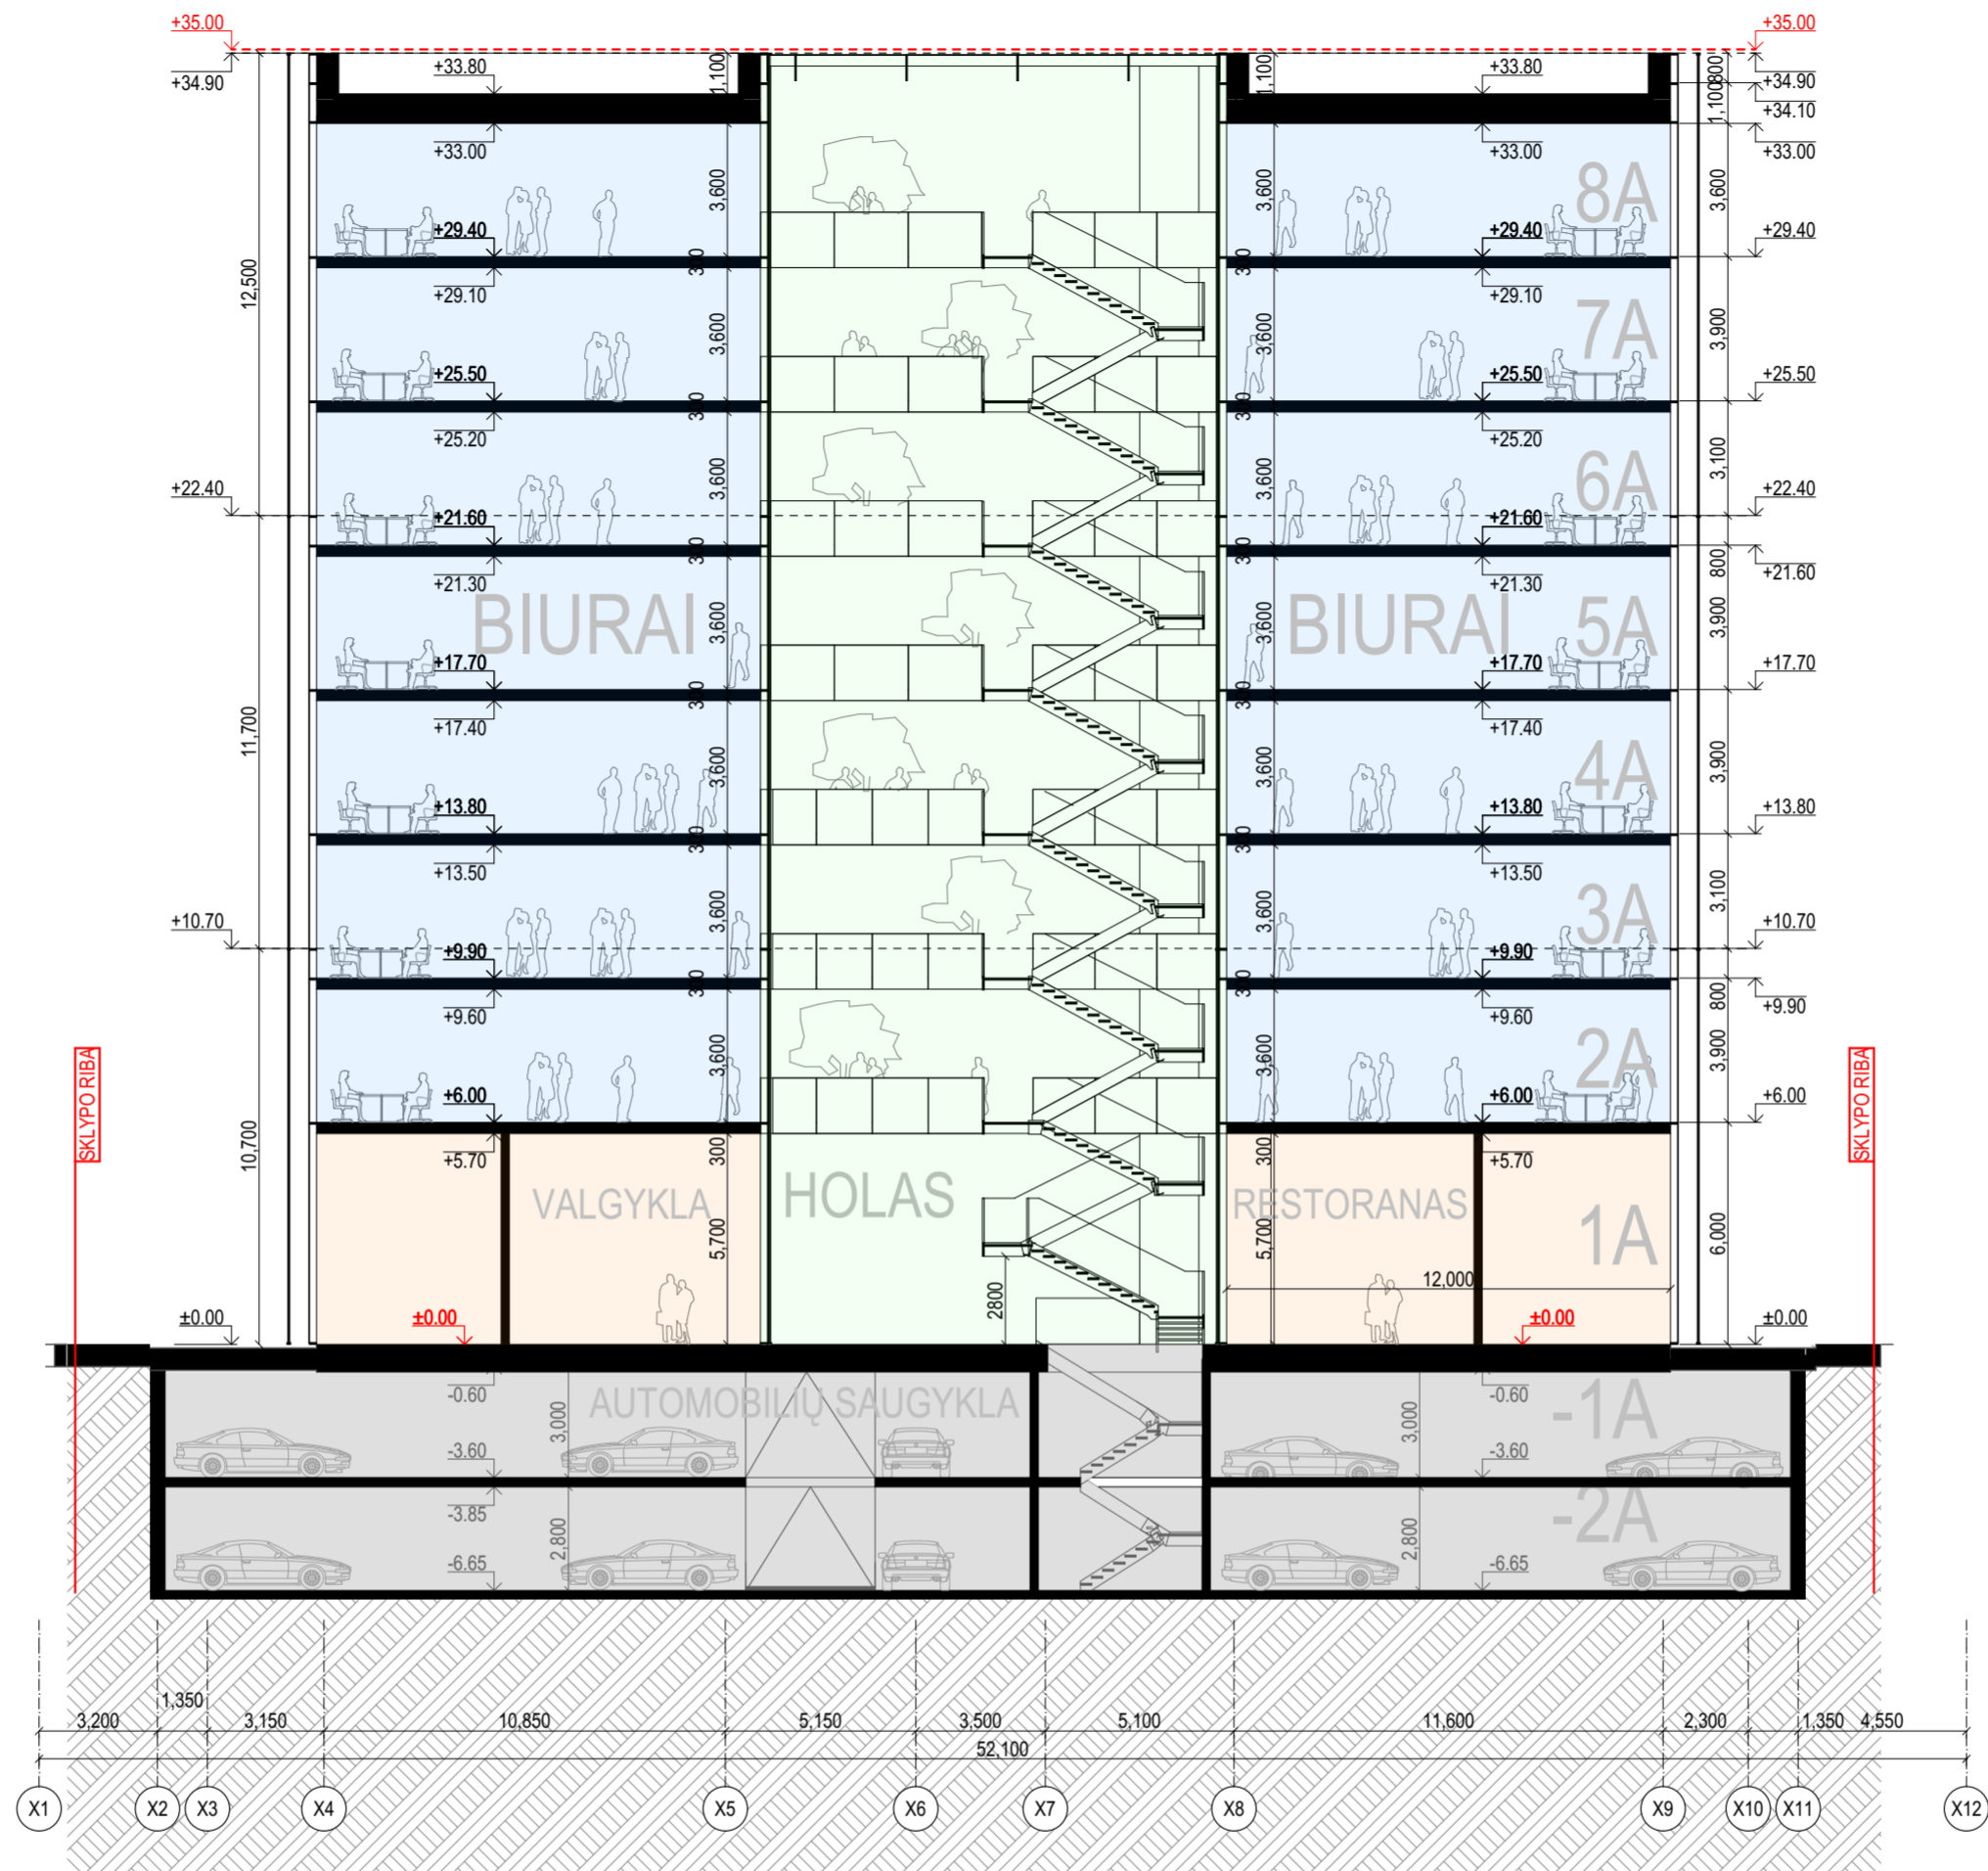 +35.00 +35.00
+34.90 +33.80 1,100 1,100 +33.80 800 +34.90
1,100 +34.10
+33.00 +33.00 +33.00
3,600 3,600 8A 3,600
+29.40 +29.40 +29.40
300 300
12,500 +29.10 +29.10
3,600 3,600 7A 3,900
+25.50 +25.50 +25.50
300 300
+25.20 +25.20
3,600 3,600 6A 3,100
+22.40 +22.40
+21.60 +21.60
300 300 800 +21.60
+21.30 +21.30
BIURAI 3,600 3,600 BIURAI 5A 3,900
+17.70 +17.70 +17.70
300 300
11,700 +17.40 +17.40
3,600 3,600 4A 3,900
+13.80 +13.80 +13.80
300 300
+13.50 +13.50
3,600 3,600 3A 3,100
+10.70 +10.70
+9.90 +9.90
300 300 800 +9.90
+9.60 +9.60
3,600 3,600 2A 3,900
SKLYPO RIBA +6.00 +6.00 +6.00 SKLYPO RIBA
10,700 +5.70 300 300 +5.70
VALGYKLA HOLAS RESTORANAS 1A
5,700 5,700 6,000
2800 12,000
±0.00 ±0.00 ±0.00 ±0.00
-0.60 AUTOMOBILIŲ SAUGYKLA -0.60 -1A
3,000 3,000
-3.60 -3.60
-3.85 -3.85 -2A
2,800 2,800
-6.65 -6.65
1,350
3,200 3,150 10,850 5,150 3,500 5,100 11,600 2,300 1,350 4,550
52,100
X1 X2 X3 X4 X5 X6 X7 X8 X9 X10 X11 X12